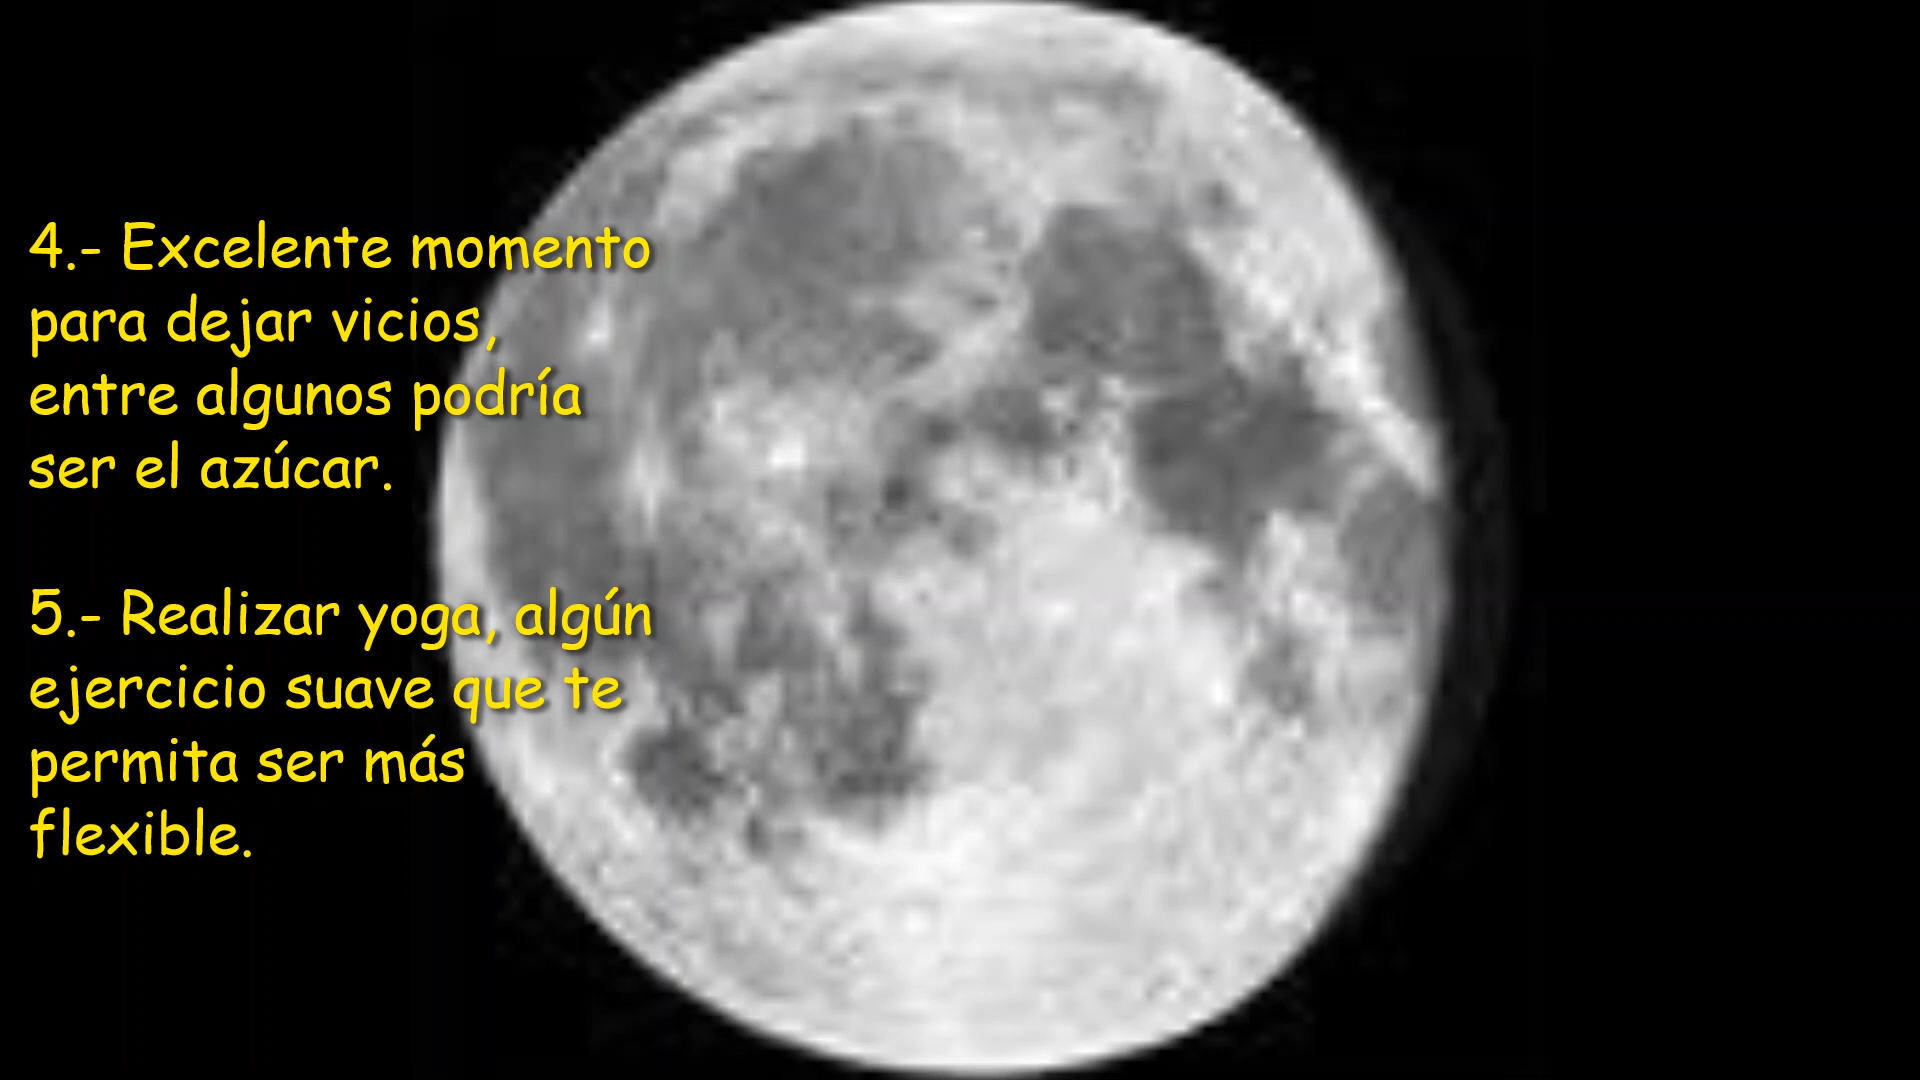 4.- Excelente momento
para dejar vicios,
entre algunos podría
ser el azúcar.
5.- Realizar yoga, algún
ejercicio suave que te
permita ser más
flexible.